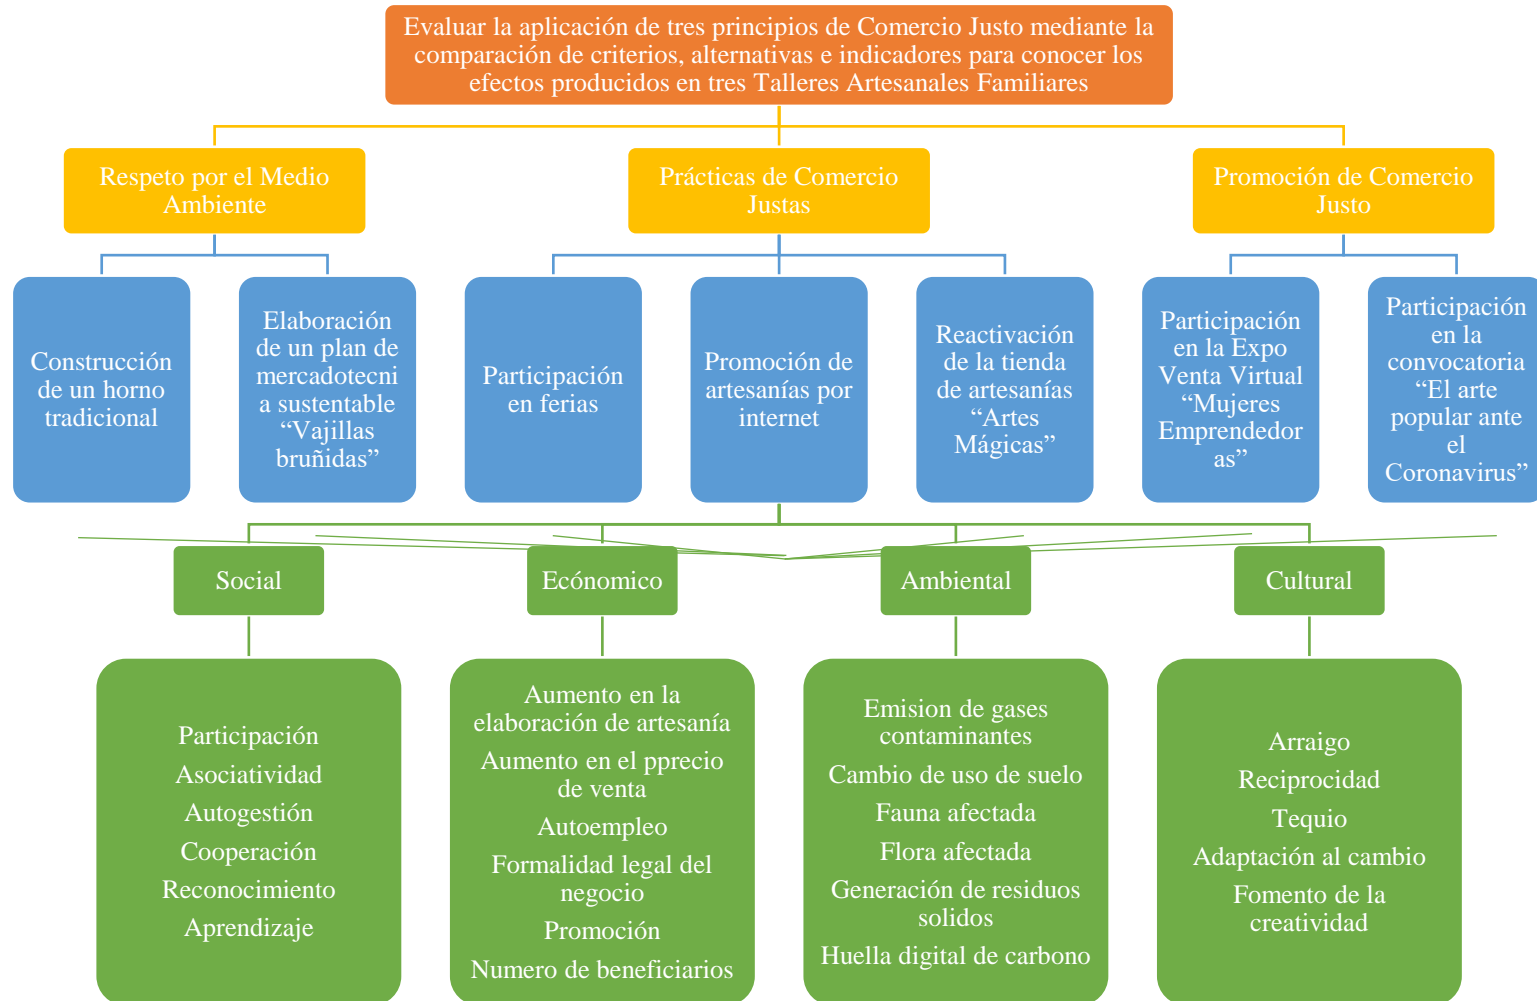 Evaluar la aplicación de tres principios de Comercio Justo mediante la
comparación de criterios, alternativas e indicadores para conocer los
efectos producidos en tres Talleres Artesanales Familiares
Respeto por el Medio
Ambiente
Prácticas de Comercio
Justas
Promoción de Comercio
Justo
Construcción
de un horno
tradicional
Elaboración
de un plan de
mercadotecni
a sustentable
“Vajillas
bruñidas”
Participación
en ferias
Promoción de
artesanías por
internet
Reactivación
de la tienda
de artesanías
“Artes
Mágicas”
Participación
en la Expo
Venta Virtual
“Mujeres
Emprendedor
as”
Participación
en la
convocatoria
“El arte
popular ante
el
Coronavirus”
Social
Ecónomico
Ambiental
Cultural
Participación
Asociatividad
Autogestión
Cooperación
Reconocimiento
Aprendizaje
Aumento en la
elaboración de artesanía
Aumento en el pprecio
de venta
Autoempleo
Formalidad legal del
negocio
Promoción
Numero de beneficiarios
Emision de gases
contaminantes
Cambio de uso de suelo
Fauna afectada
Flora afectada
Generación de residuos
solidos
Huella digital de carbono
Arraigo
Reciprocidad
Tequio
Adaptación al cambio
Fomento de la
creatividad